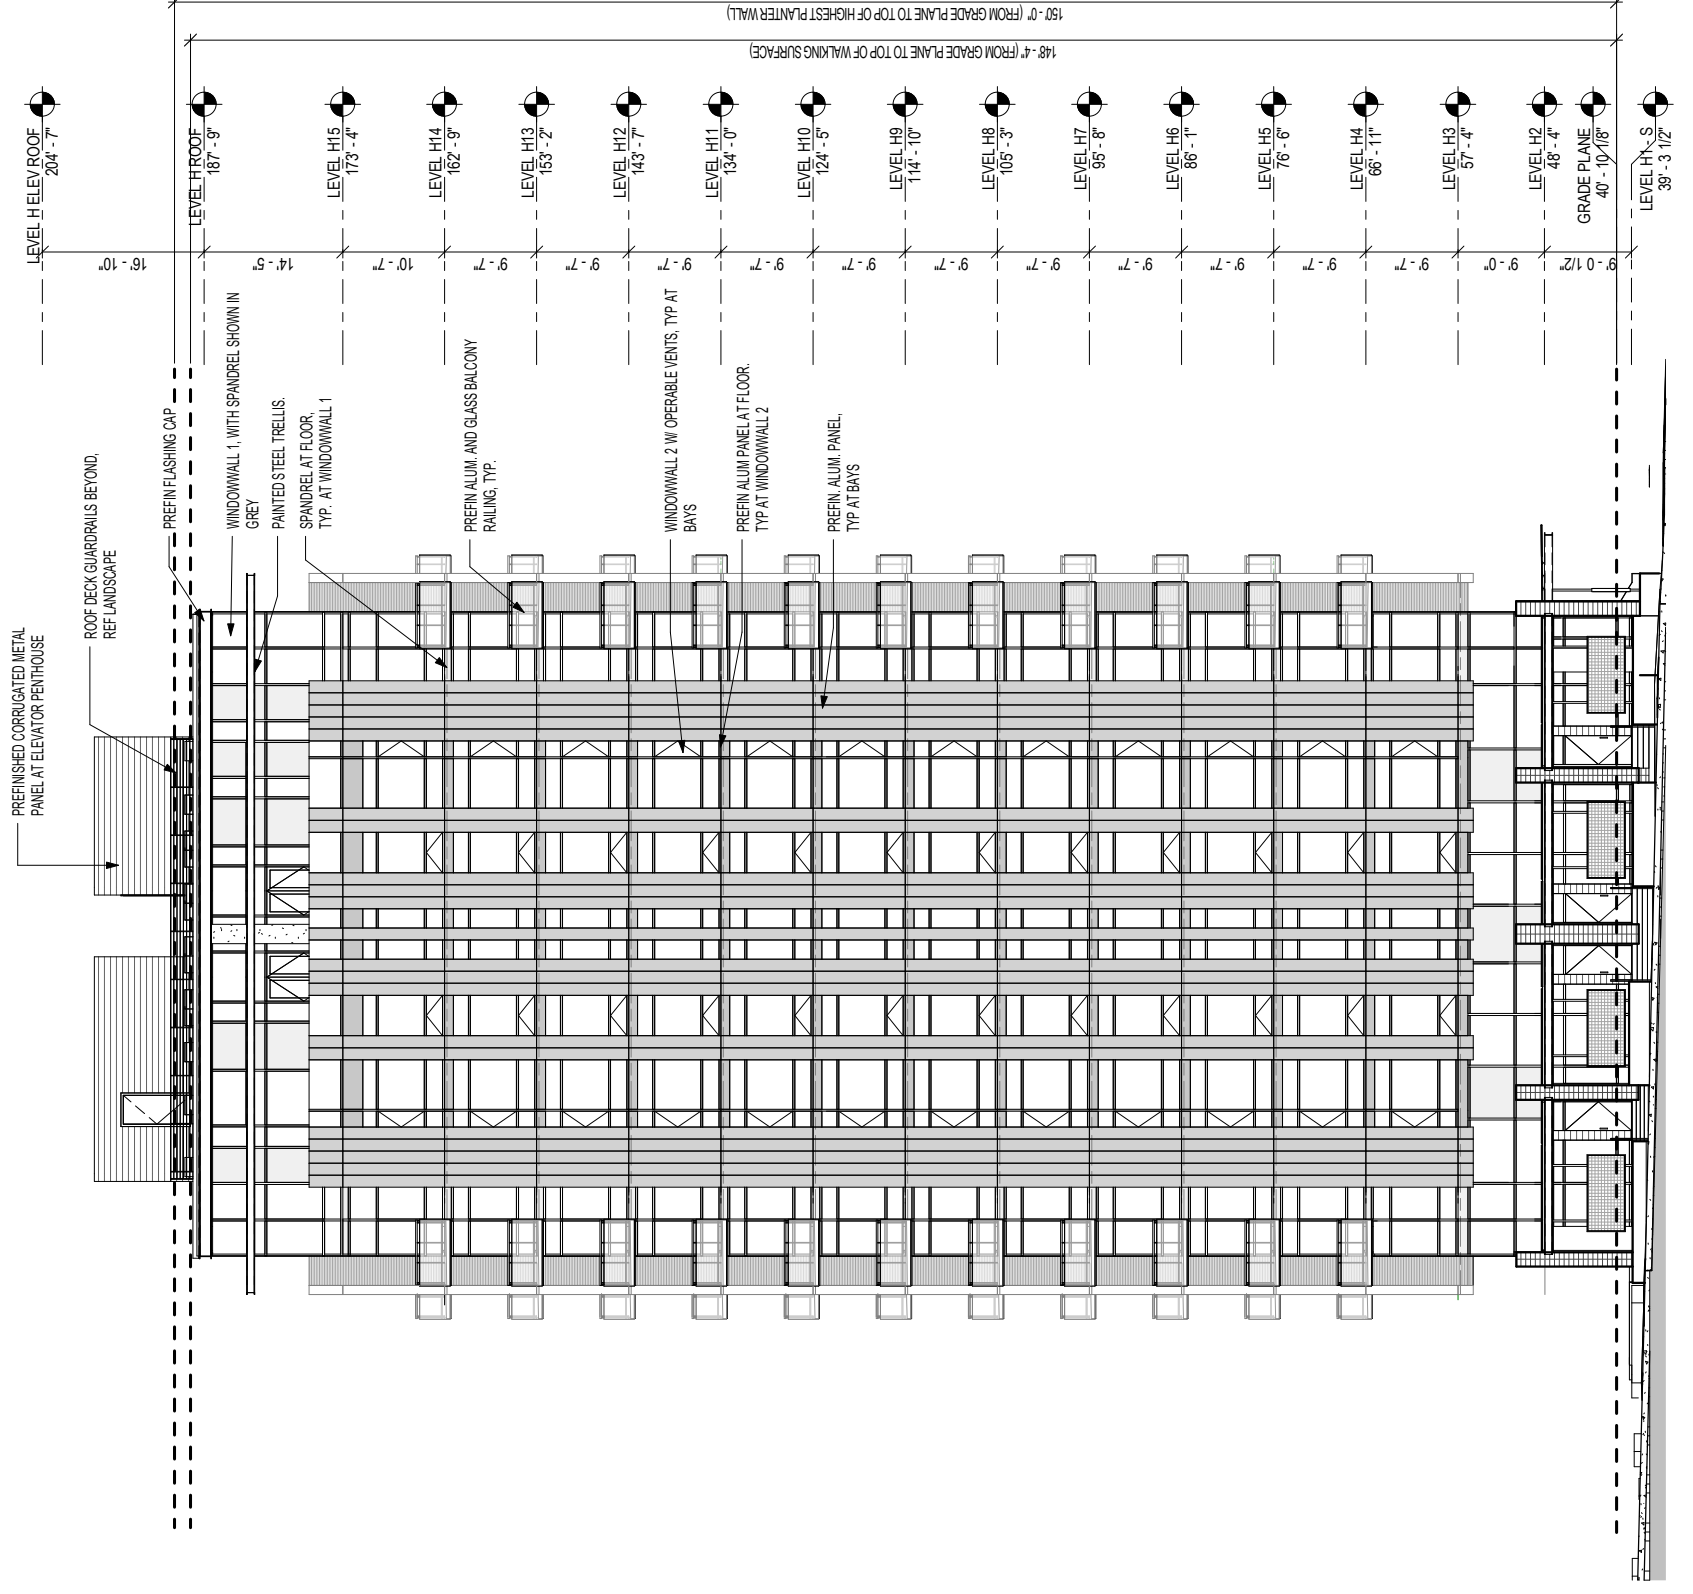 150'- 0" (FROM GRADE PLANE TO TOP OF HIGHEST PLANTER WALL)
148'- 4" (FROM GRADE PLANE TO TOP OF WALKING SURFACE)
LEVEL H ELEV ROOF
204' - 7"
LEVEL H ROOF
187' - 9"
LEVEL H15
173' - 4"
LEVEL H14
162' - 9"
LEVEL H13
153' - 2"
LEVEL H12
143' - 7"
LEVEL H11
134' - 0"
LEVEL H10
124' - 5"
LEVEL H9
114' - 10"
LEVEL H8
105' - 3"
LEVEL H7
95' - 8"
LEVEL H6
86' - 1"
LEVEL H5
76' - 6"
LEVEL H4
66' - 11"
LEVEL H3
57' - 4"
LEVEL H2
48' - 4"
GRADE PLANE
40' - 10 1/8"
LEVEL H1 - S
39' - 3 1/2"
16' - 10"
14' - 5"
10' - 7"
9' - 7"
9' - 7"
9' - 7"
9' - 7"
9' - 7"
9' - 7"
9' - 7"
9' - 7"
9' - 7"
9' - 7"
9' - 7"
9' - 0"
9' - 0 1/2"
PREFINISHED CORRUGATED METAL
PANEL AT ELEVATOR PENTHOUSE
ROOF DECK GUARDRAILS BEYOND,
REF LANDSCAPE
PREFIN FLASHING CAP
WINDOWWALL 1, WITH SPANDREL SHOWN IN
GREY
PAINTED STEEL TRELLIS.
SPANDREL AT FLOOR,
TYP. AT WINDOWWALL 1
PREFIN ALUM. AND GLASS BALCONY
RAILING, TYP.
WINDOWWALL 2 W/ OPERABLE VENTS, TYP AT
BAYS
PREFIN ALUM PANEL AT FLOOR.
TYP AT WINDOWWALL 2
PREFIN. ALUM. PANEL,
TYP AT BAYS